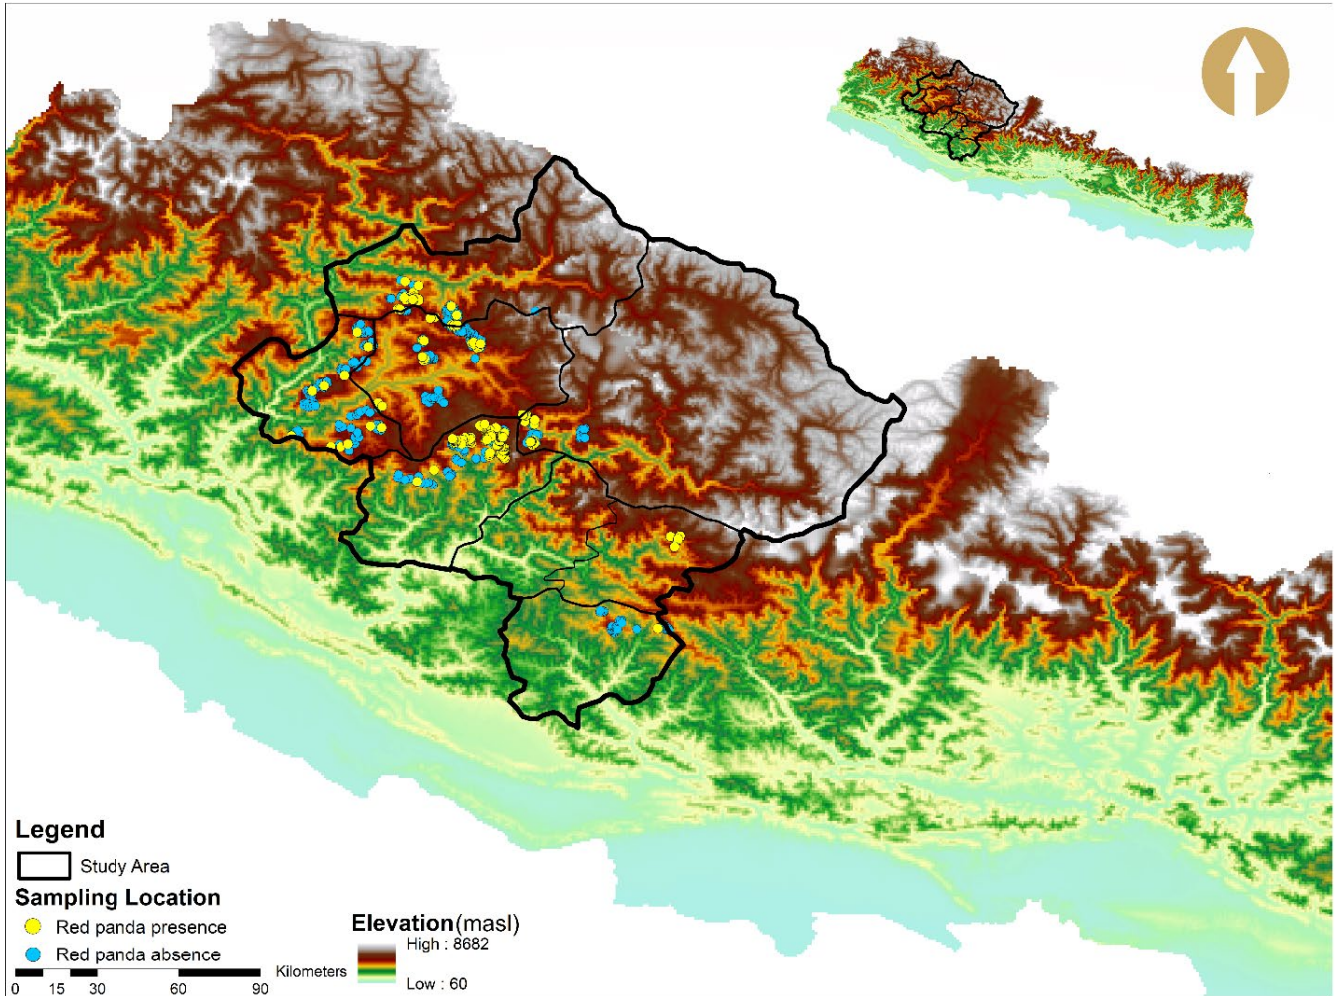 Legend
Study Area
Sampling Location
Red panda presence
Red panda absence
Kilometers
0 15 30 60 90
Elevation(masl)
High : 8682
Low : 60